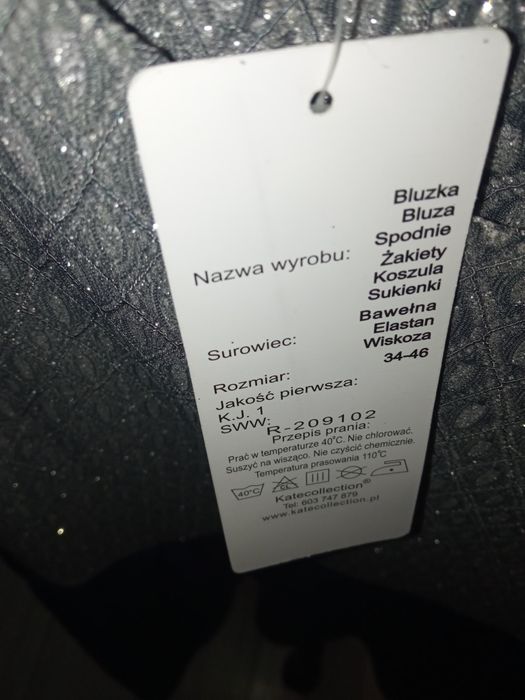 Nazwa wyrobu:
Bluzka
Bluza
Spodnie
Żakiety
Koszula
Sukienki
Surowiec:
Bawełna
Elastan
Wiskoza
Rozmiar: 34-46
Jakość pierwsza:
K.J. 1
SWW: R-209102
Przepis prania:
Prać w temperaturze 40°C. Nie chlorować.
Suszyć na wisząco. Nie czyścić chemicznie.
Temperatura prasowania 110°C
40°C CL
Katecollection®
Tel: 603 747 879
www.katecollection.pl